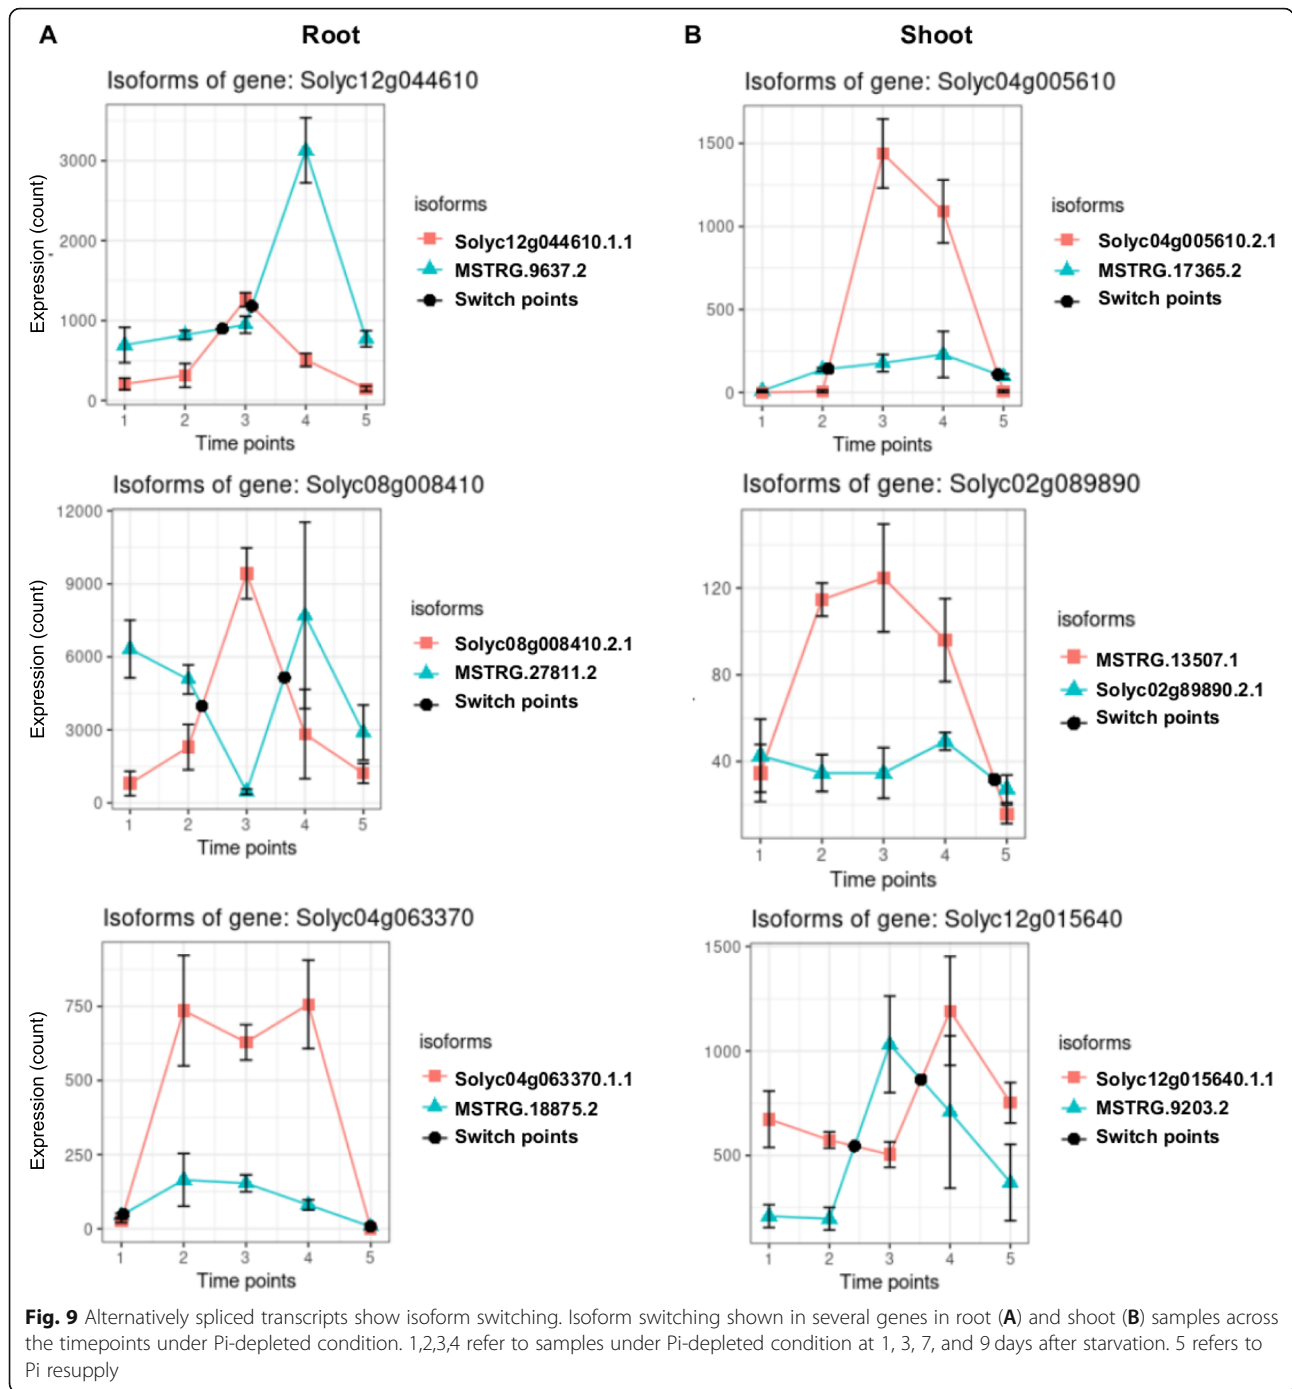 A Root
Isoforms of gene: Solyc12g044610
Expression (count)
3000
2000
1000
0
1 2 3 4 5
Time points
isoforms
Solyc12g044610.1.1
MSTRG.9637.2
Switch points
Isoforms of gene: Solyc08g008410
Expression (count)
12000
9000
6000
3000
0
1 2 3 4 5
Time points
isoforms
Solyc08g008410.2.1
MSTRG.27811.2
Switch points
Isoforms of gene: Solyc04g063370
Expression (count)
750
500
250
0
1 2 3 4 5
Time points
isoforms
Solyc04g063370.1.1
MSTRG.18875.2
Switch points
B Shoot
Isoforms of gene: Solyc04g005610
1500
1000
500
0
1 2 3 4 5
Time points
isoforms
Solyc04g005610.2.1
MSTRG.17365.2
Switch points
Isoforms of gene: Solyc02g089890
120
80
40
1 2 3 4 5
Time points
isoforms
MSTRG.13507.1
Solyc02g89890.2.1
Switch points
Isoforms of gene: Solyc12g015640
1500
1000
500
1 2 3 4 5
Time points
isoforms
Solyc12g015640.1.1
MSTRG.9203.2
Switch points
Fig. 9 Alternatively spliced transcripts show isoform switching. Isoform switching shown in several genes in root (A) and shoot (B) samples across
the timepoints under Pi-depleted condition. 1,2,3,4 refer to samples under Pi-depleted condition at 1, 3, 7, and 9 days after starvation. 5 refers to
Pi resupply